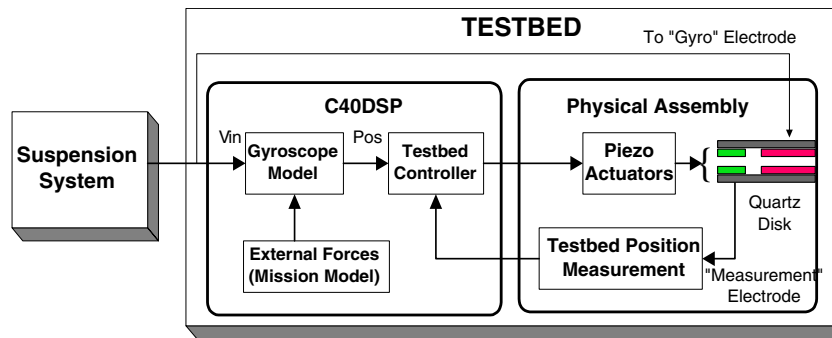 TESTBED
To "Gyro" Electrode
C40DSP
Physical Assembly
Suspension
System
Vin
Gyroscope
Model
Pos
Testbed
Controller
Piezo
Actuators
{
Quartz
Disk
External Forces
(Mission Model)
Testbed Position
Measurement
"Measurement"
Electrode